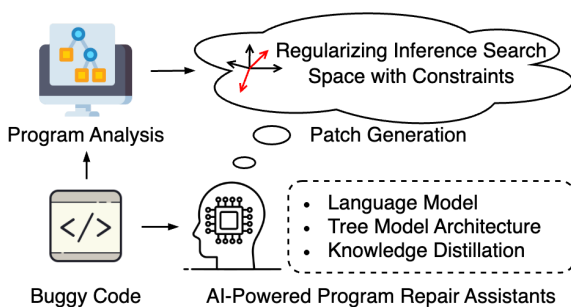 Regularizing Inference Search
Space with Constraints
Program Analysis
Patch Generation
</>
• Language Model
• Tree Model Architecture
• Knowledge Distillation
Buggy Code
AI-Powered Program Repair Assistants